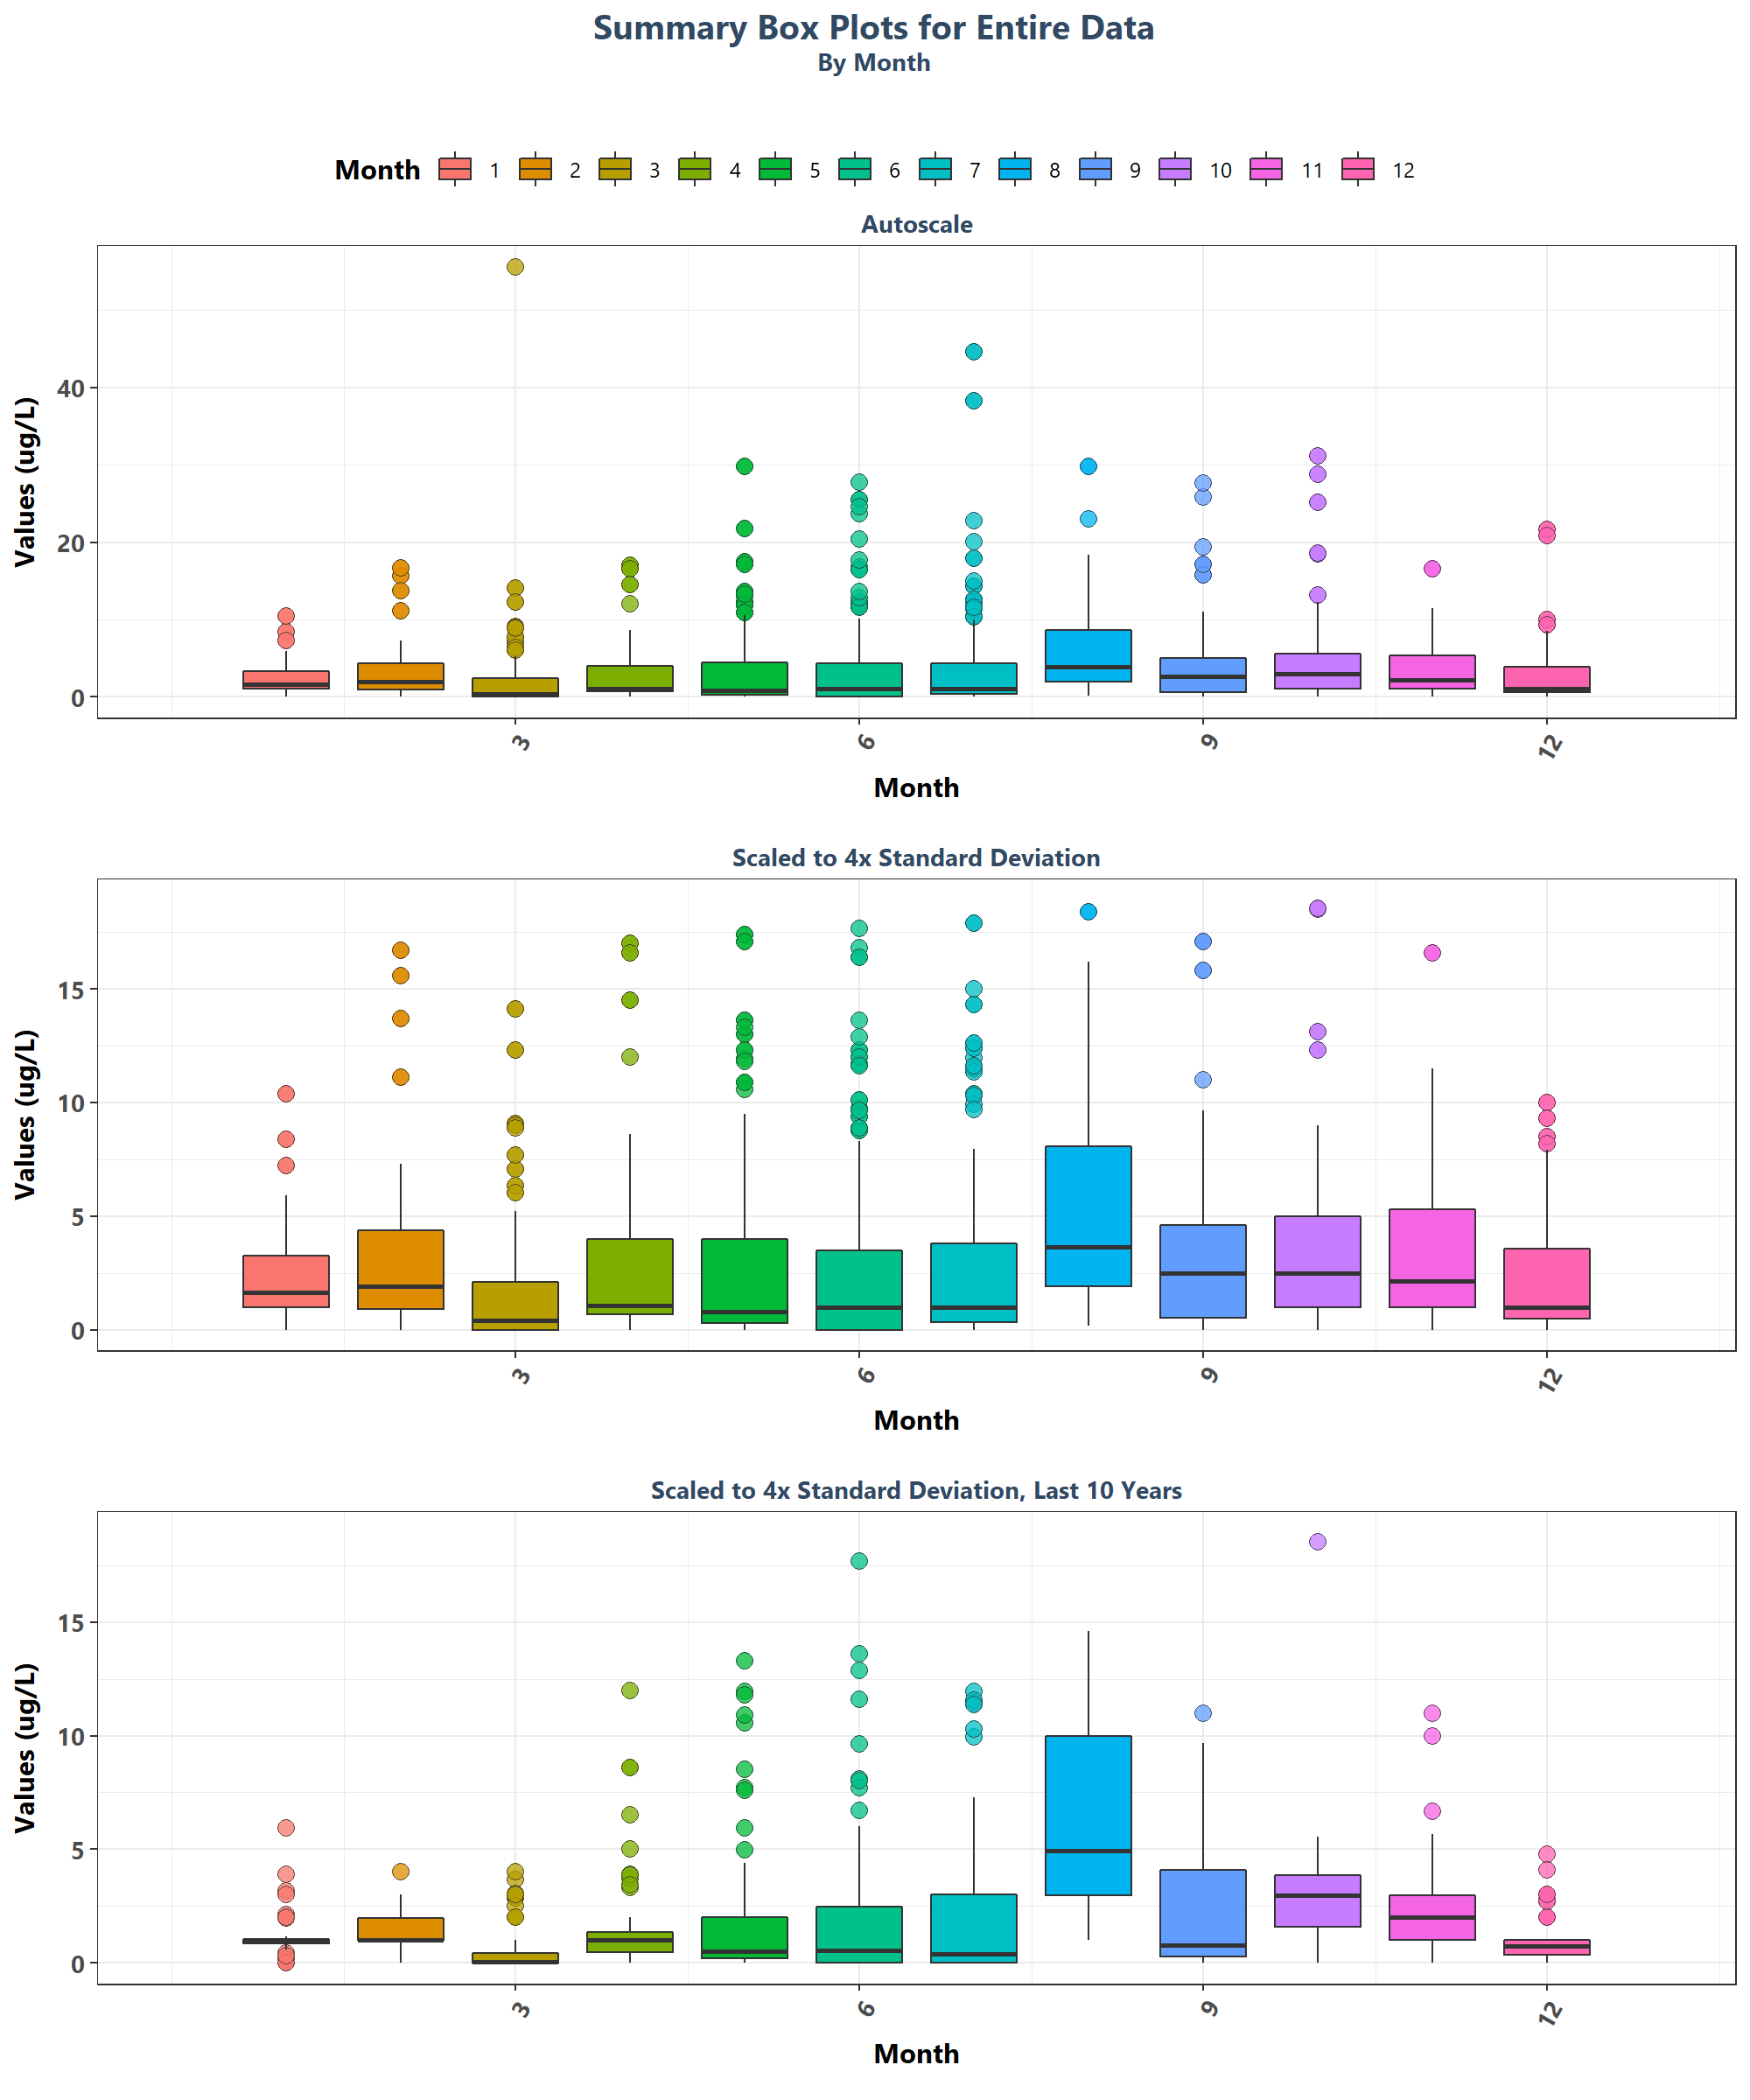 Summary Box Plots for Entire Data
By Month
Month 1 2 3 4 5 6 7 8 9 10 11 12
Autoscale
Values (ug/L)
40
20
0
3 6 9 12
Month
Scaled to 4x Standard Deviation
Values (ug/L)
15
10
5
0
3 6 9 12
Month
Scaled to 4x Standard Deviation, Last 10 Years
Values (ug/L)
15
10
5
0
3 6 9 12
Month